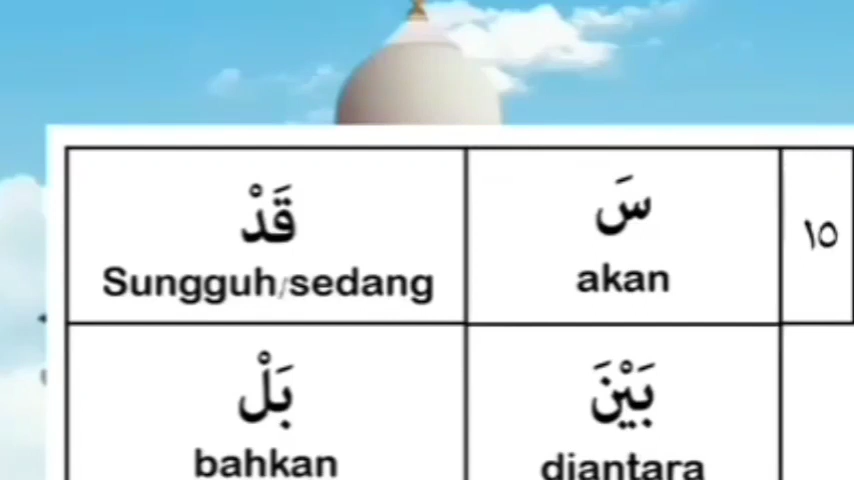 ١٥
سَ
akan
قَدْ
Sungguh/sedang
بَيْنَ
diantara
بَلْ
bahkan